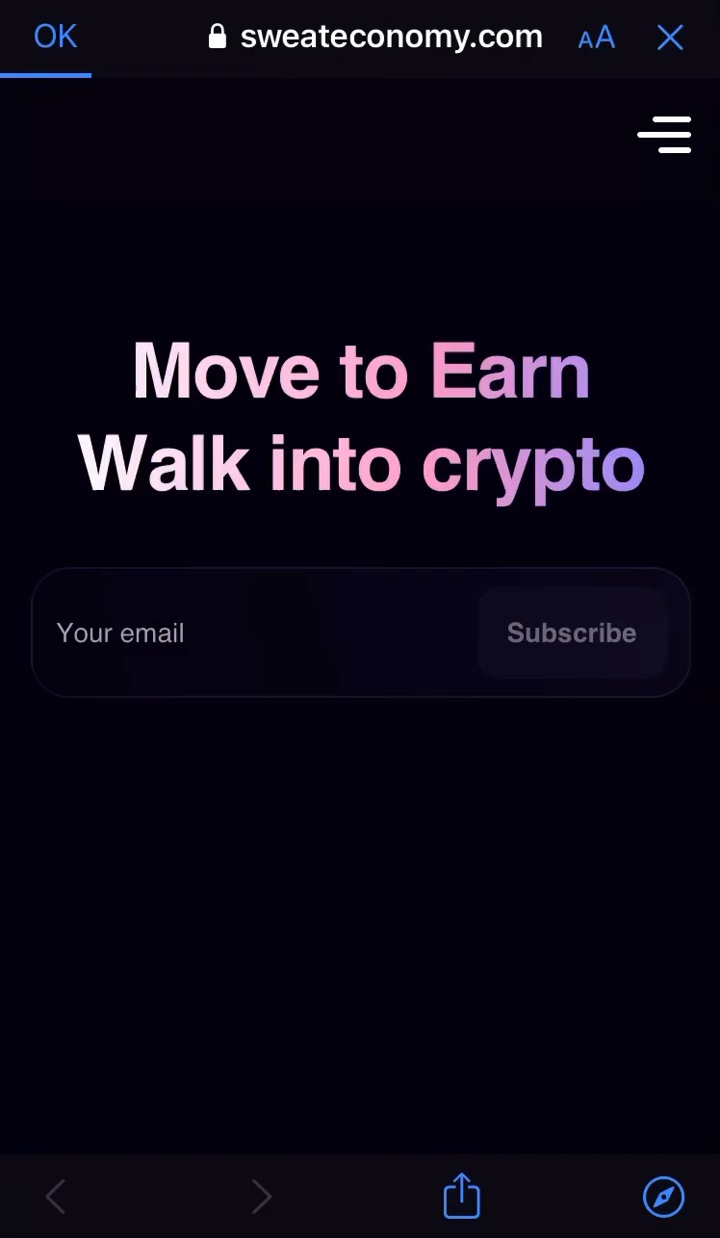 OK
sweateconomy.com
AA
Move to Earn
Walk into crypto
Your email
Subscribe